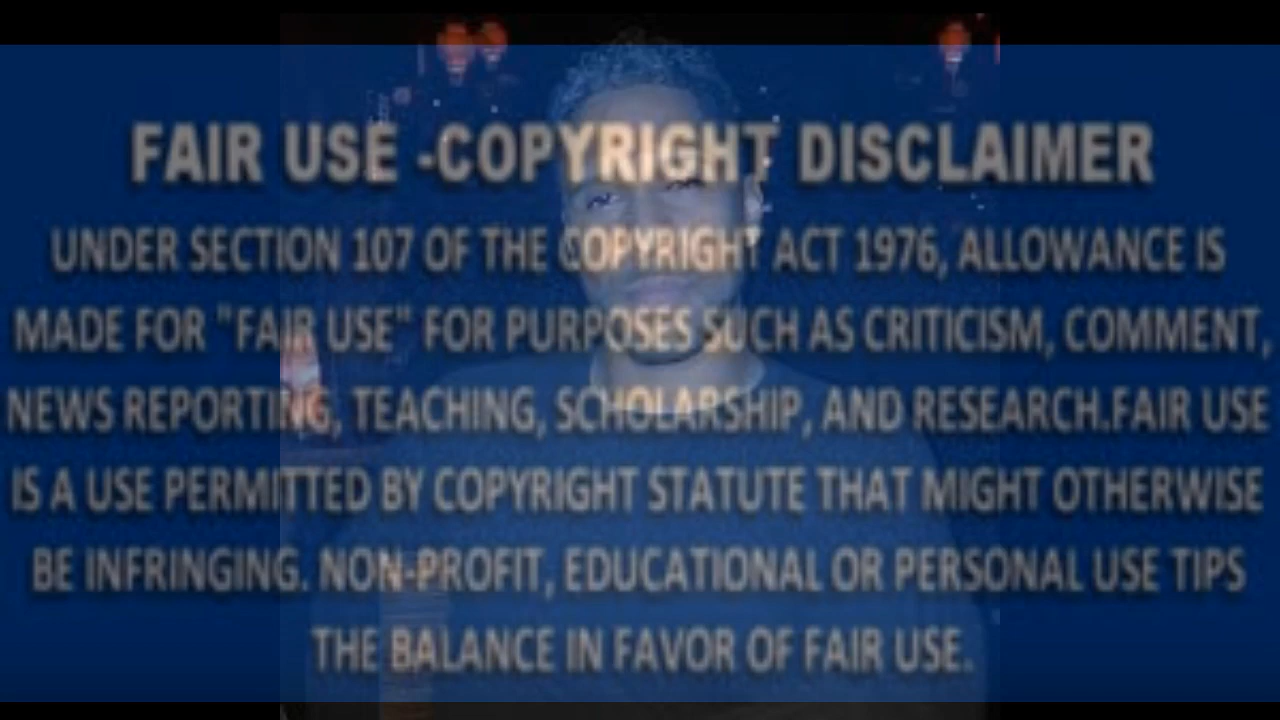 FAIR USE -COPYRIGHT DISCLAIMER
UNDER SECTION 107 OF THE COPYRIGHT ACT 1976, ALLOWANCE IS
MADE FOR "FAIR USE" FOR PURPOSES SUCH AS CRITICISM, COMMENT,
NEWS REPORTING, TEACHING, SCHOLARSHIP, AND RESEARCH.FAIR USE
IS A USE PERMITTED BY COPYRIGHT STATUTE THAT MIGHT OTHERWISE
BE INFRINGING. NON-PROFIT, EDUCATIONAL OR PERSONAL USE TIPS
THE BALANCE IN FAVOR OF FAIR USE.